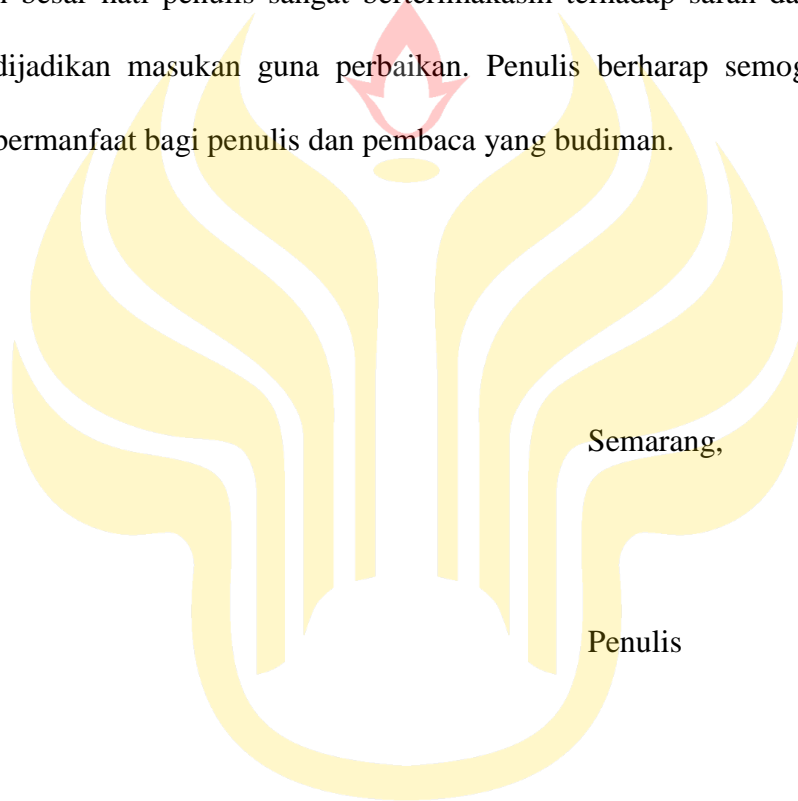 besar hati penulis sangat berterimakasih terhadap saran da
dijadikan masukan guna perbaikan. Penulis berharap semog
bermanfaat bagi penulis dan pembaca yang budiman.
Semarang,
Penulis